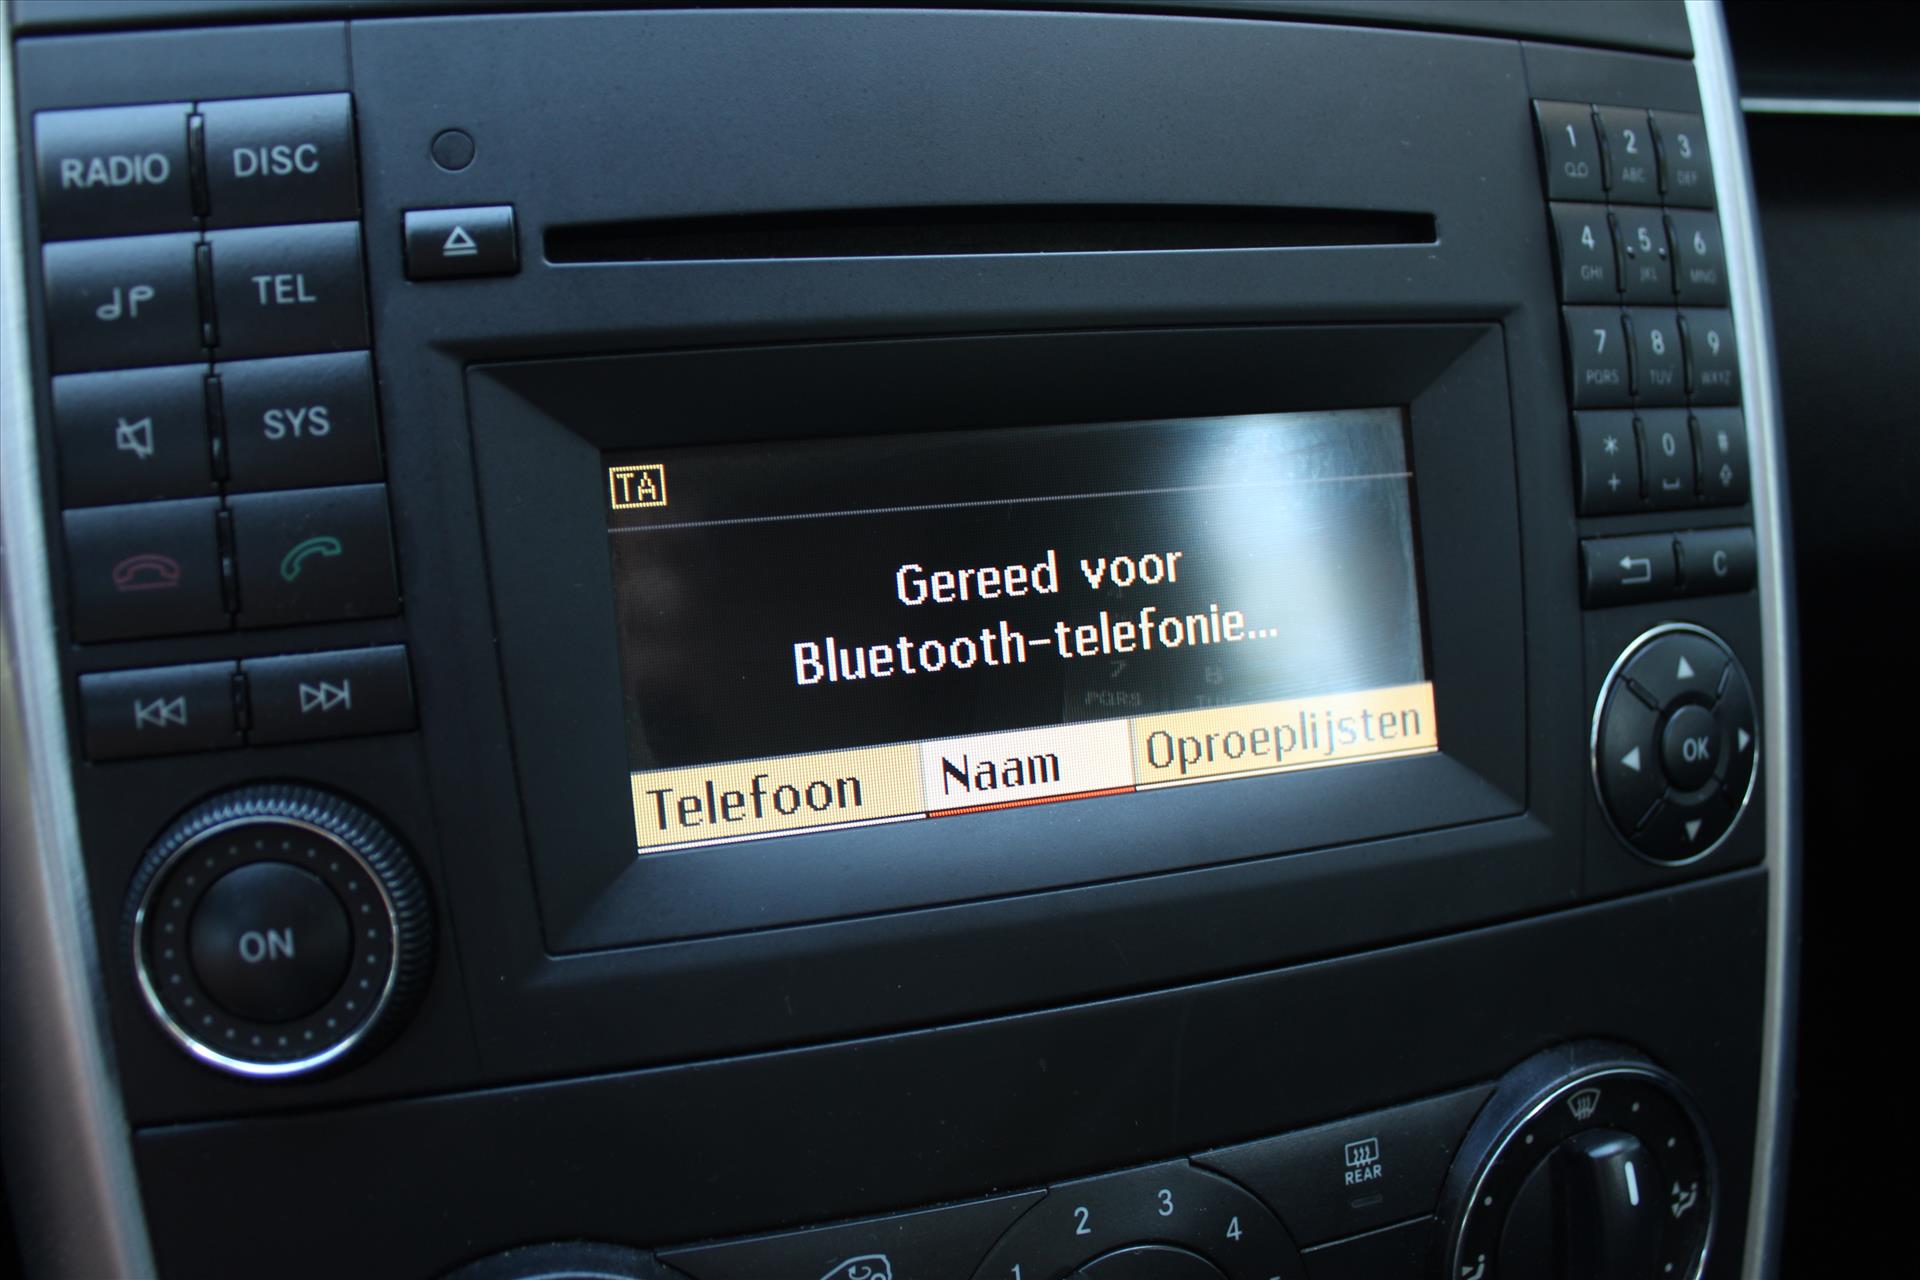 RADIO DISC
TEL
SYS
ON
TA
Gereed voor
Bluetooth-telefonie...
Telefoon Naam Oproeplijsten
1 2 3
ABC DEF
4 .5. 6
GHI JKL MNO
7 8 9
PQRS TUV WXYZ
* 0 #
+
C
OK
REAR
1 2 3 4